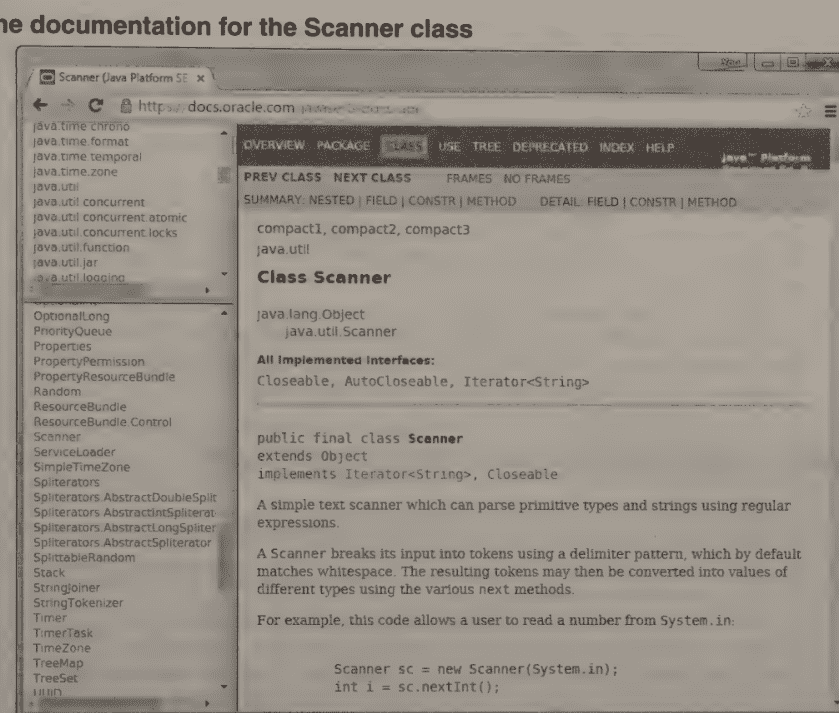 he documentation for the Scanner class
Scanner (Java Platform SE x
https://docs.oracle.com
java.time.chrono
java.time.format
java.time.temporal
java.time.zone
java.util
java.util.concurrent
java.util.concurrent.atomic
java.util.concurrent.locks
java.util.function
java.util.jar
java.util.logging
OptionalLong
PriorityQueue
Properties
PropertyPermission
PropertyResourceBundle
Random
ResourceBundle
ResourceBundle.Control
Scanner
ServiceLoader
SimpleTimeZone
Spliterators
Spliterators.AbstractDoubleSplit
Spliterators.AbstractIntSpliterat
Spliterators.AbstractLongSpliter
Spliterators.AbstractSpliterator
SplittableRandom
Stack
StringJoiner
StringTokenizer
Timer
TimerTask
TimeZone
TreeMap
TreeSet
UUID
OVERVIEW PACKAGE CLASS USE TREE DEPRECATED INDEX HELP
Java™ Platform
PREV CLASS NEXT CLASS FRAMES NO FRAMES
SUMMARY: NESTED | FIELD | CONSTR | METHOD DETAIL: FIELD | CONSTR | METHOD
compact1, compact2, compact3
java.util
Class Scanner
java.lang.Object
java.util.Scanner
All Implemented Interfaces:
Closeable, AutoCloseable, Iterator<String>
public final class Scanner
extends Object
implements Iterator<String>, Closeable
A simple text scanner which can parse primitive types and strings using regular
expressions.
A Scanner breaks its input into tokens using a delimiter pattern, which by default
matches whitespace. The resulting tokens may then be converted into values of
different types using the various next methods.
For example, this code allows a user to read a number from System.in:
Scanner sc = new Scanner(System.in);
int i = sc.nextInt();